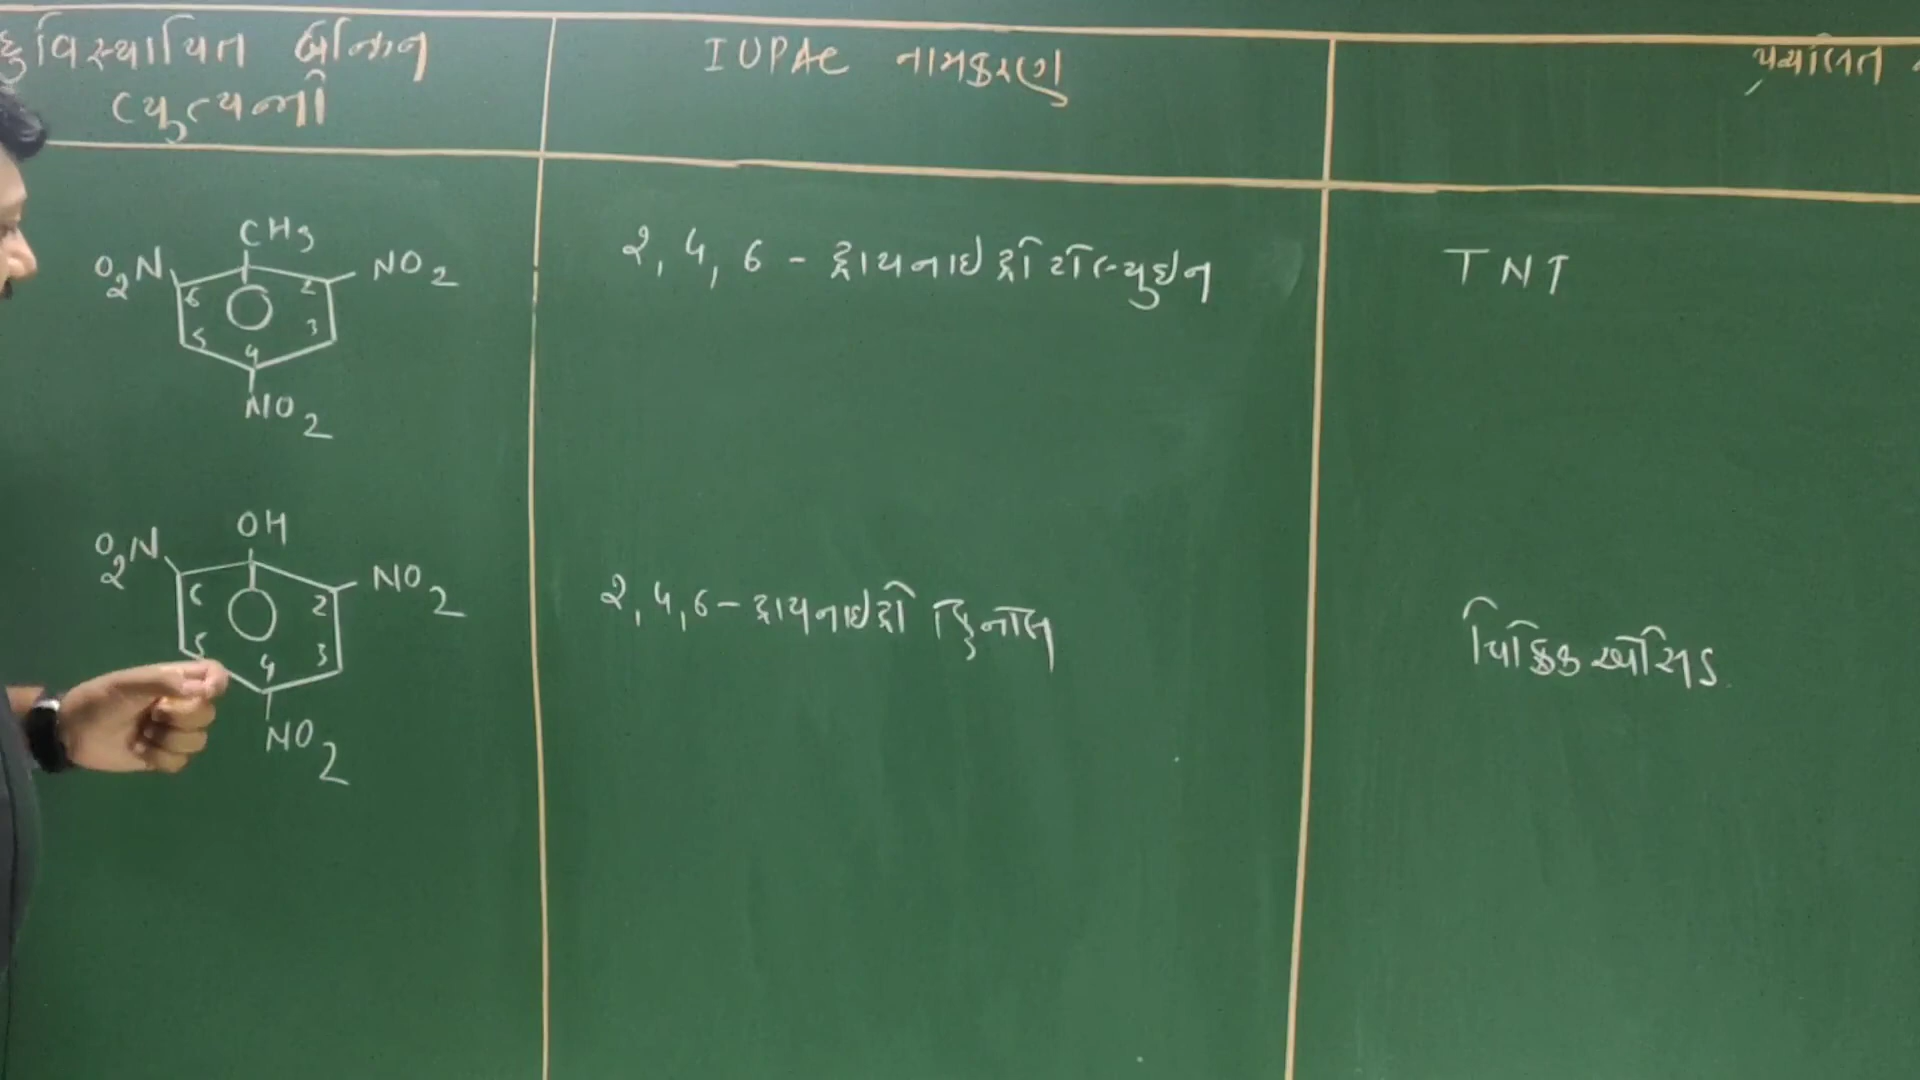 વિસ્થાપિત બેન્ઝિન
વ્યુત્પન્નો
IUPAC નામકરણ
પ્રચલિત
CH3
O2N
NO2
6
2
5
3
4
NO2
2, 4, 6 - ટ્રાયનાઇટ્રોટોલ્યુઇન
TNT
OH
O2N
NO2
6
2
5
3
4
NO2
2, 4, 6 - ટ્રાયનાઇટ્રો ફિનોલ
પિક્રિક ઍસિડ